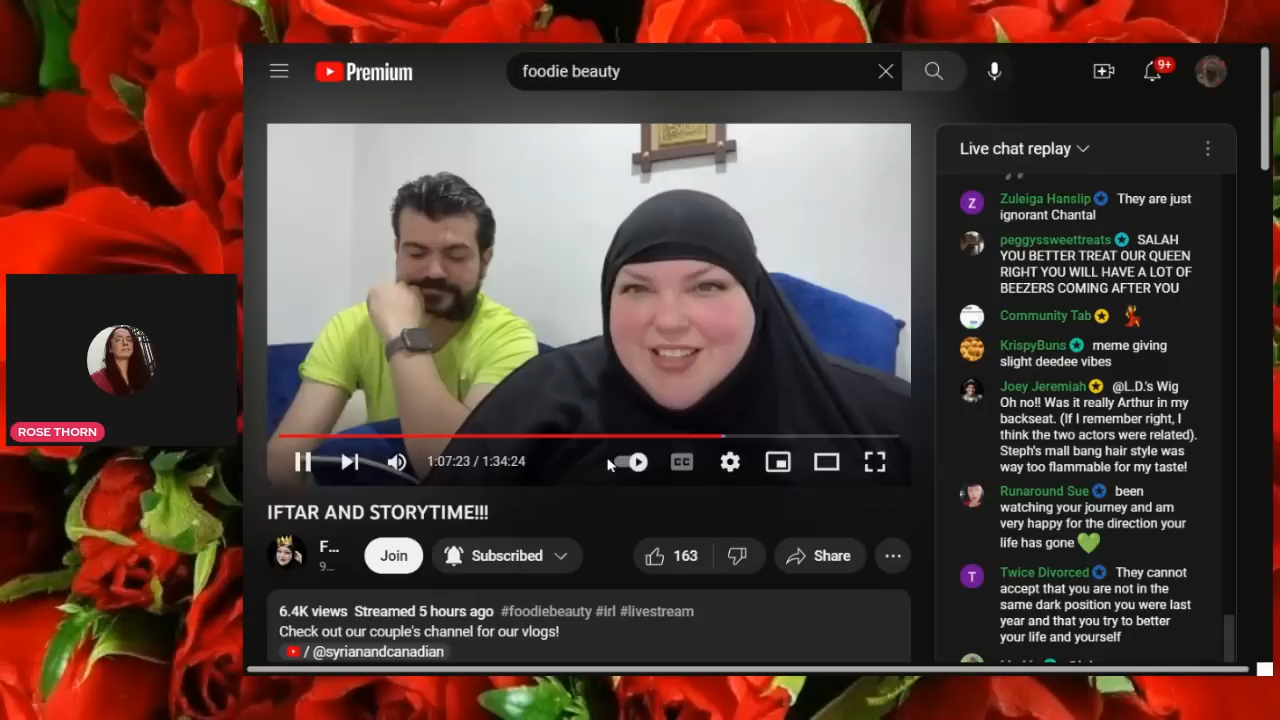 Premium
foodie beauty
9+
Live chat replay
Z
Zuleiga Hanslip They are just
ignorant Chantal
peggyssweettreats SALAH
YOU BETTER TREAT OUR QUEEN
RIGHT YOU WILL HAVE A LOT OF
BEEZERS COMING AFTER YOU
Community Tab
KrispyBuns meme giving
slight deedee vibes
Joey Jeremiah @L.D.'s Wig
Oh no!! Was it really Arthur in my
backseat. (If I remember right, I
think the two actors were related).
Steph's mall bang hair style was
way too flammable for my taste!
Runaround Sue been
watching your journey and am
very happy for the direction your
life has gone
T
Twice Divorced They cannot
accept that you are not in the
same dark position you were last
year and that you try to better
your life and yourself
ROSE THORN
1:07:23 / 1:34:24
CC
IFTAR AND STORYTIME!!!
F...
9...
Join
Subscribed
163
Share
6.4K views Streamed 5 hours ago #foodiebeauty #irl #livestream
Check out our couple's channel for our vlogs!
/ @syrianandcanadian